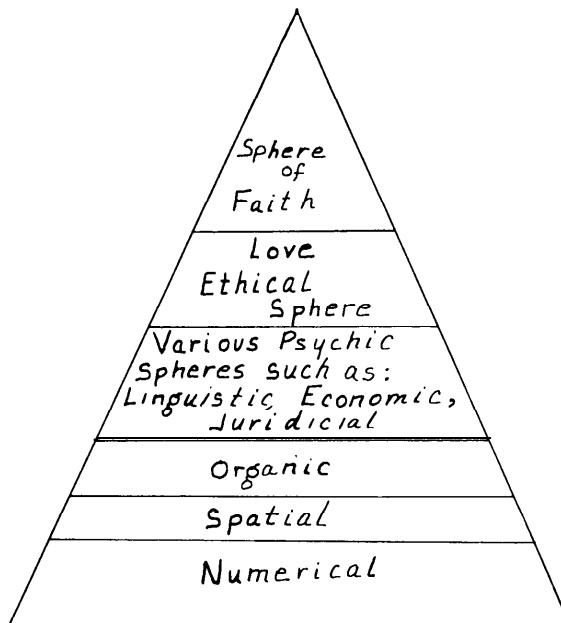 Sphere
of
Faith
Love
Ethical
Sphere
Various Psychic
Spheres such as:
Linguistic, Economic,
Juridicial
Organic
Spatial
Numerical